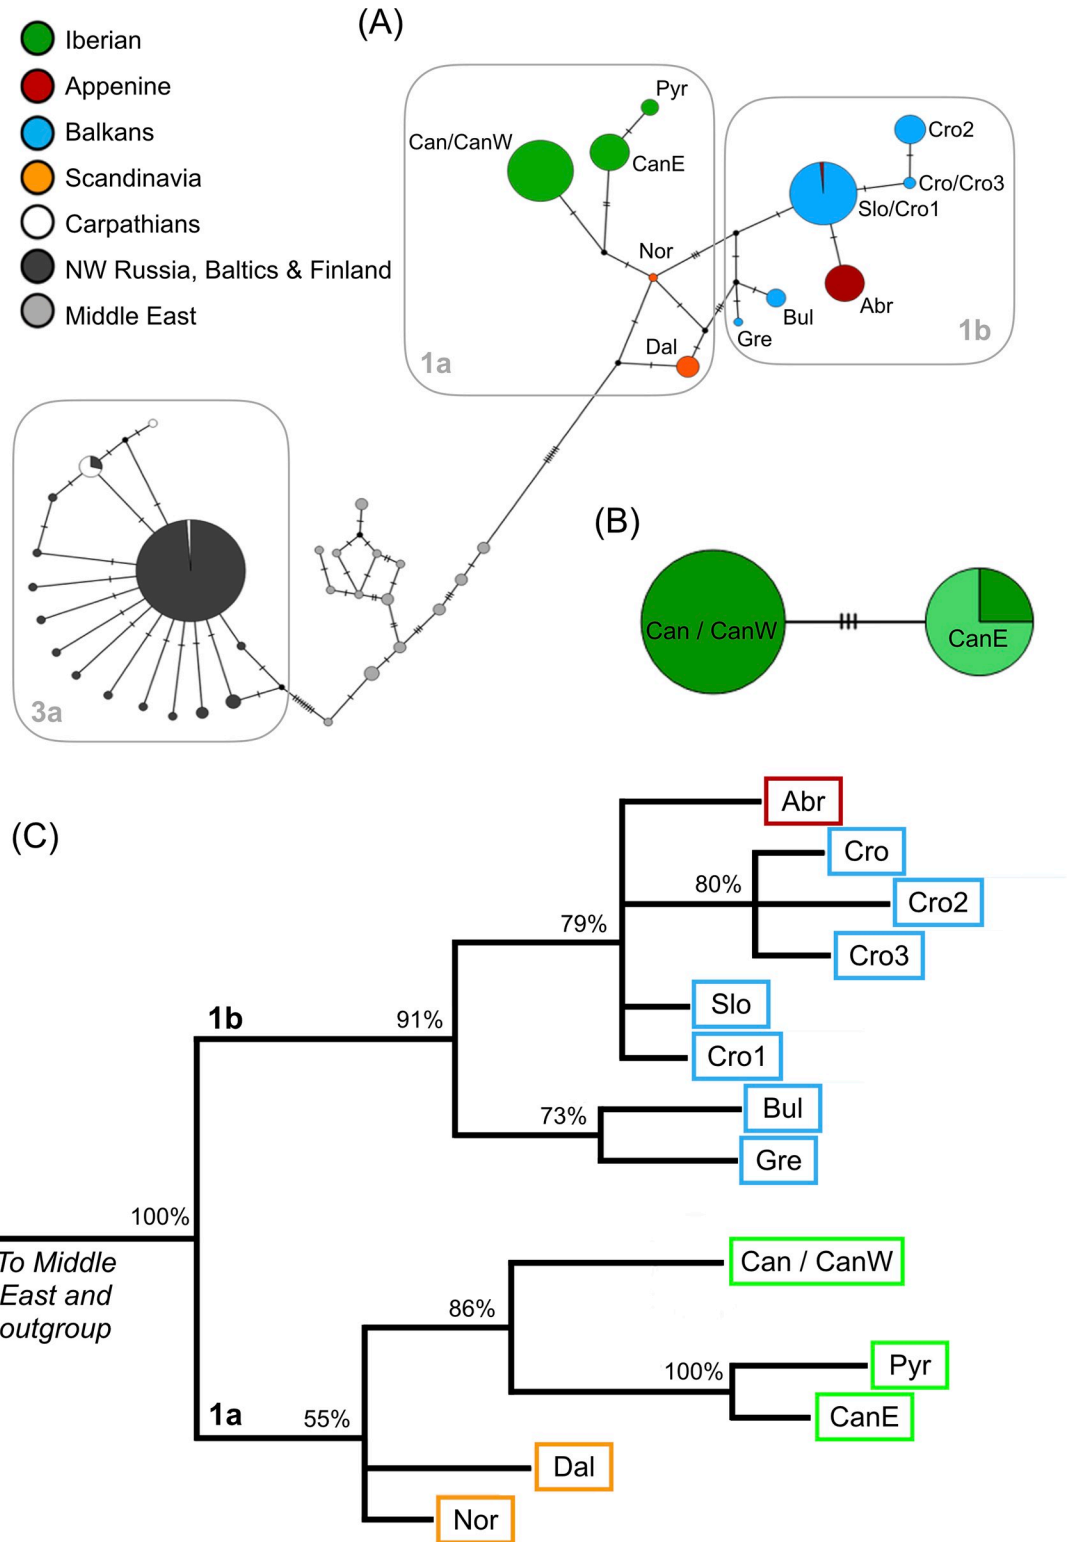 (A)
Iberian
Appenine
Balkans
Scandinavia
Carpathians
NW Russia, Baltics & Finland
Middle East
Pyr
Can/CanW
CanE
Cro2
Cro/Cro3
Slo/Cro1
Nor
Abr
Bul
Gre
1b
Dal
1a
3a
(B)
Can / CanW
CanE
(C)
Abr
Cro
80%
Cro2
79%
Cro3
Slo
1b
91%
Cro1
Bul
73%
Gre
100%
To Middle
East and
outgroup
Can / CanW
86%
Pyr
100%
CanE
1a
55%
Dal
Nor